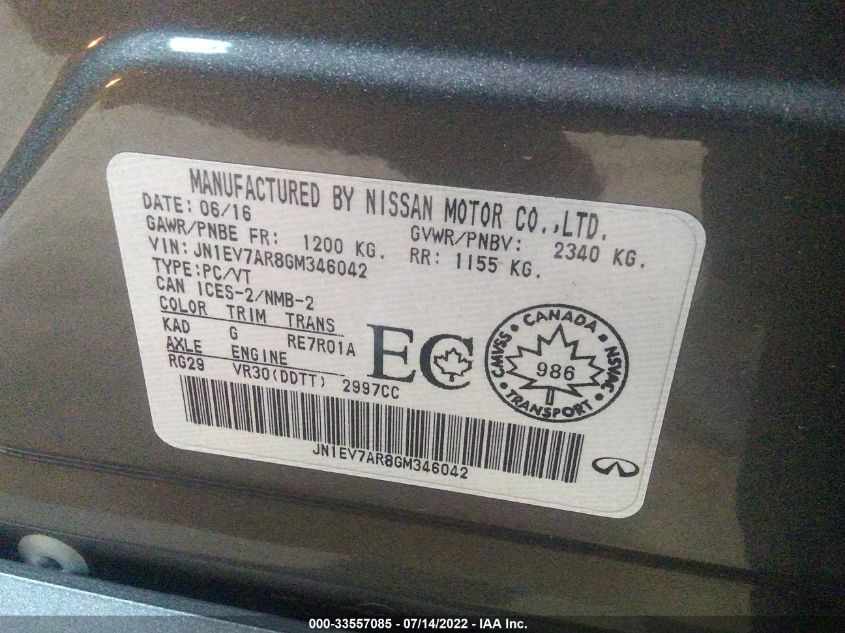 MANUFACTURED BY NISSAN MOTOR CO.,LTD.
DATE: 06/16
GAWR/PNBE FR: 1200 KG. GVWR/PNBV: 2340 KG.
VIN: JN1EV7AR8GM346042 RR: 1155 KG.
TYPE:PC/VT
CAN ICES-2/NMB-2
COLOR TRIM TRANS
KAD G RE7R01A
AXLE ENGINE
RG29 VR30(DDTT) 2997CC
EC
CANADA
CMVSS 986 NSVAC
TRANSPORT
JN1EV7AR8GM346042
000-33557085 - 07/14/2022 - IAA Inc.